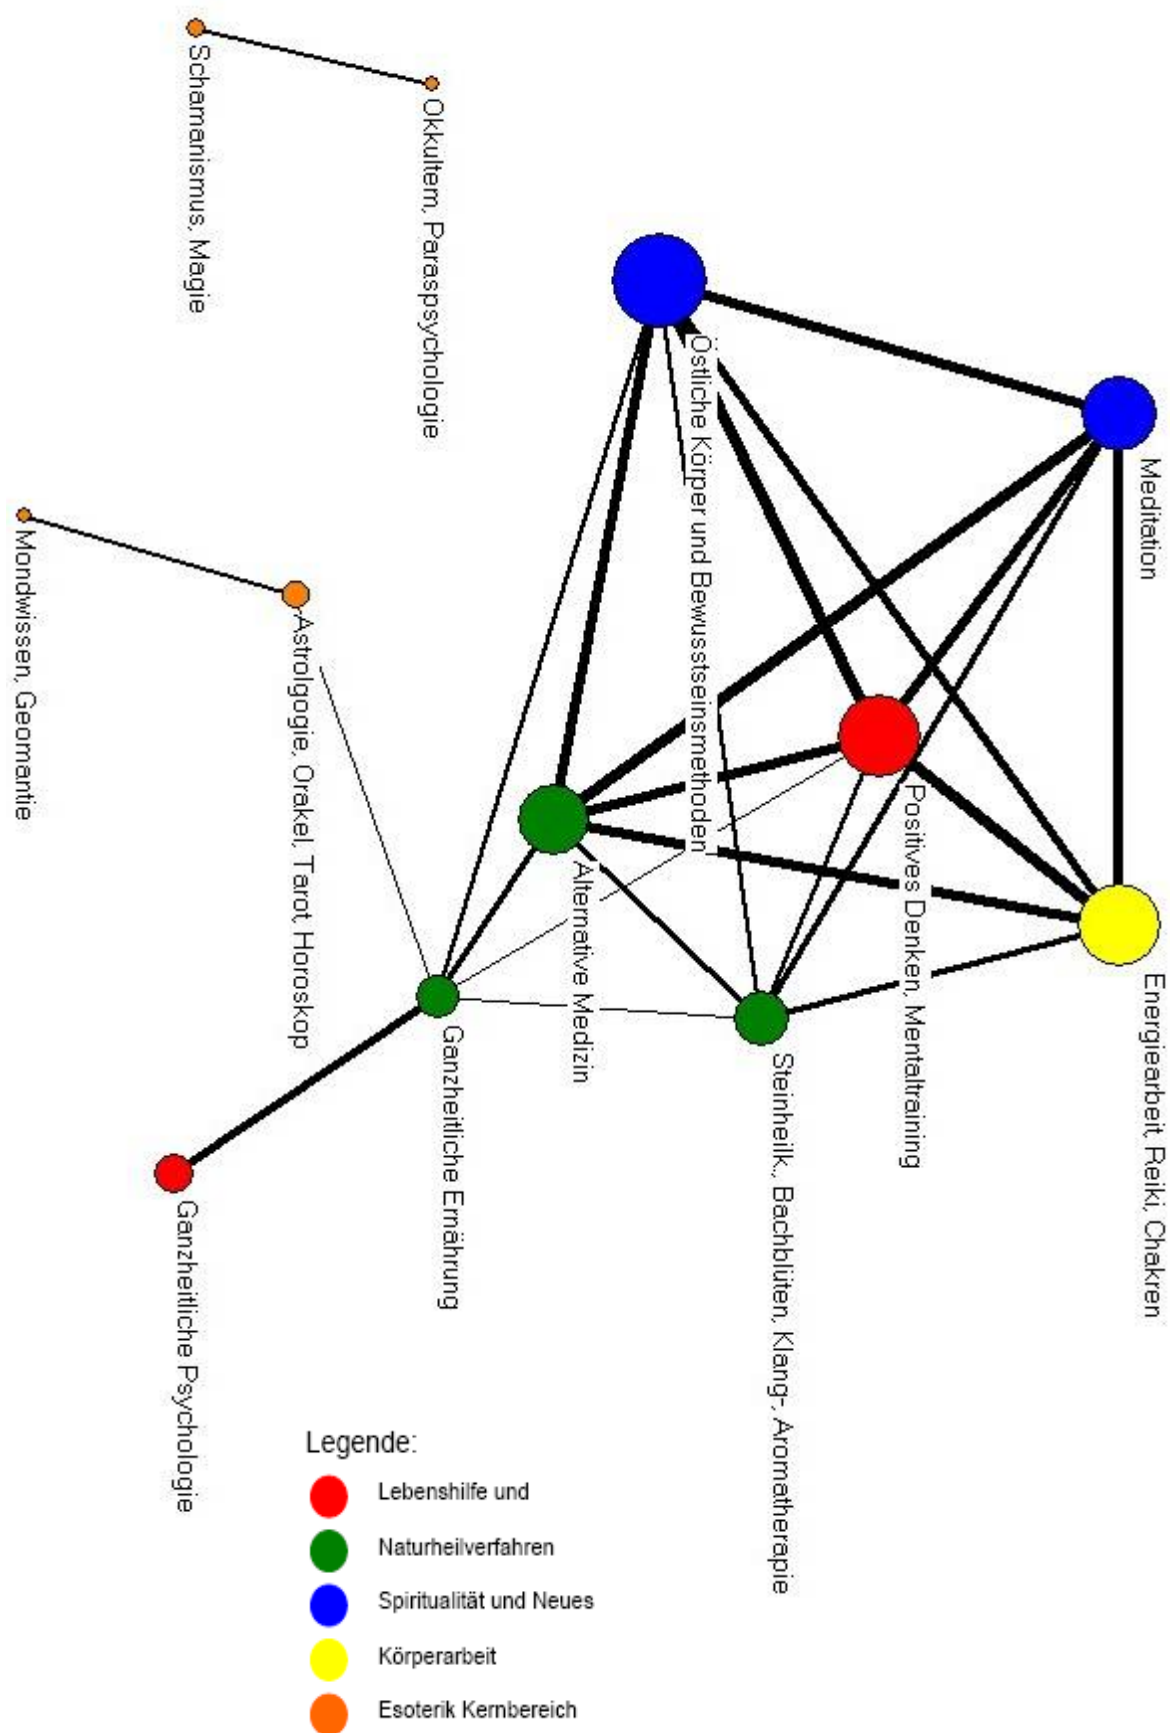 Schamanismus, Magie
Okkultem, Paraspsychologie
Östliche Körper und Bewusstseinsmethoden
Meditation
Mondwissen, Geomantie
Astrolgogie, Orakel, Tarot, Horoskop
Positives Denken, Mentaltraining
Alternative Medizin
Energiearbeit, Reiki, Chakren
Ganzheitliche Ernährung
Steinheilk., Bachblüten, Klang-, Aromatherapie
Ganzheitliche Psychologie
Legende:
Lebenshilfe und
Naturheilverfahren
Spiritualität und Neues
Körperarbeit
Esoterik Kernbereich